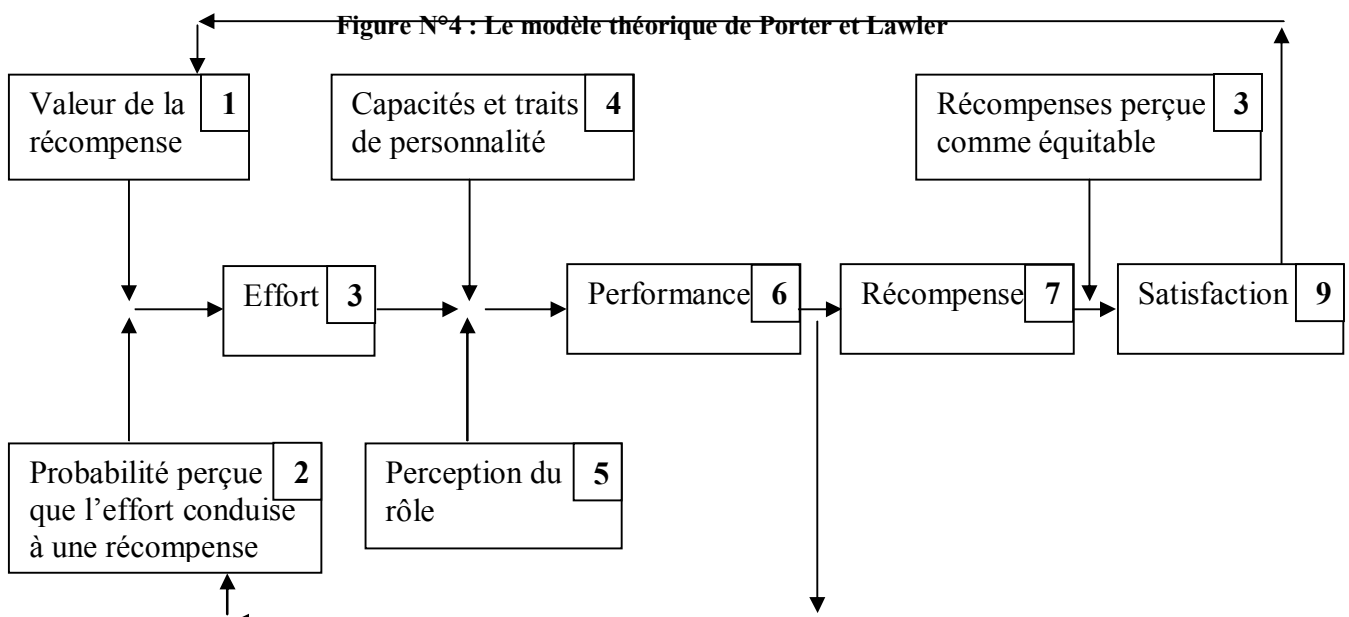 Figure N°4 : Le modèle théorique de Porter et Lawler
Valeur de la 1
récompense
Capacités et traits 4
de personnalité
Récompenses perçue 3
comme équitable
Effort 3
Performance 6
Récompense 7
Satisfaction 9
Probabilité perçue 2
que l’effort conduise
à une récompense
Perception du 5
rôle